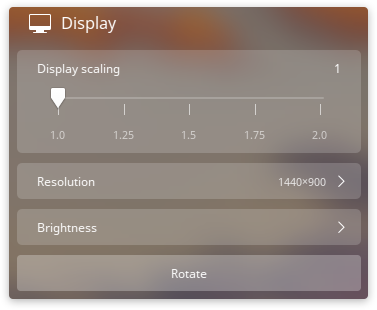 Display
Display scaling 1
1.0 1.25 1.5 1.75 2.0
Resolution 1440×900
Brightness
Rotate